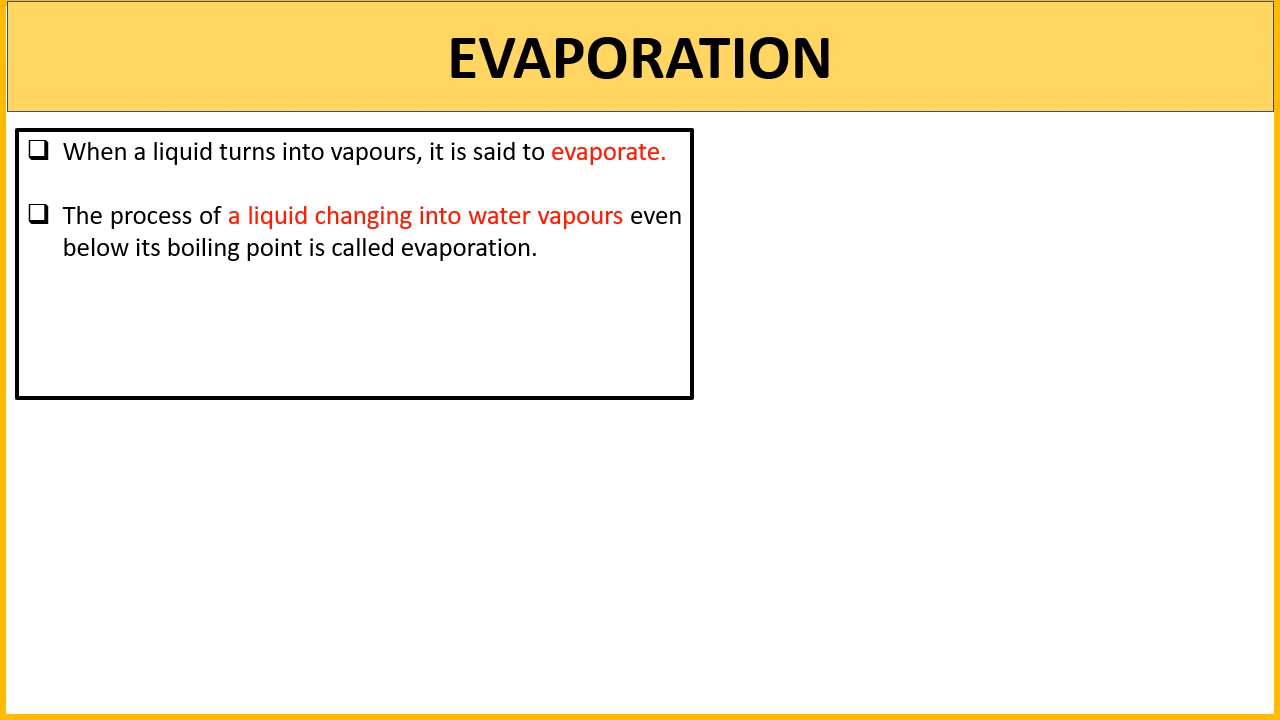 EVAPORATION
❑ When a liquid turns into vapours, it is said to evaporate.
❑ The process of a liquid changing into water vapours even
below its boiling point is called evaporation.